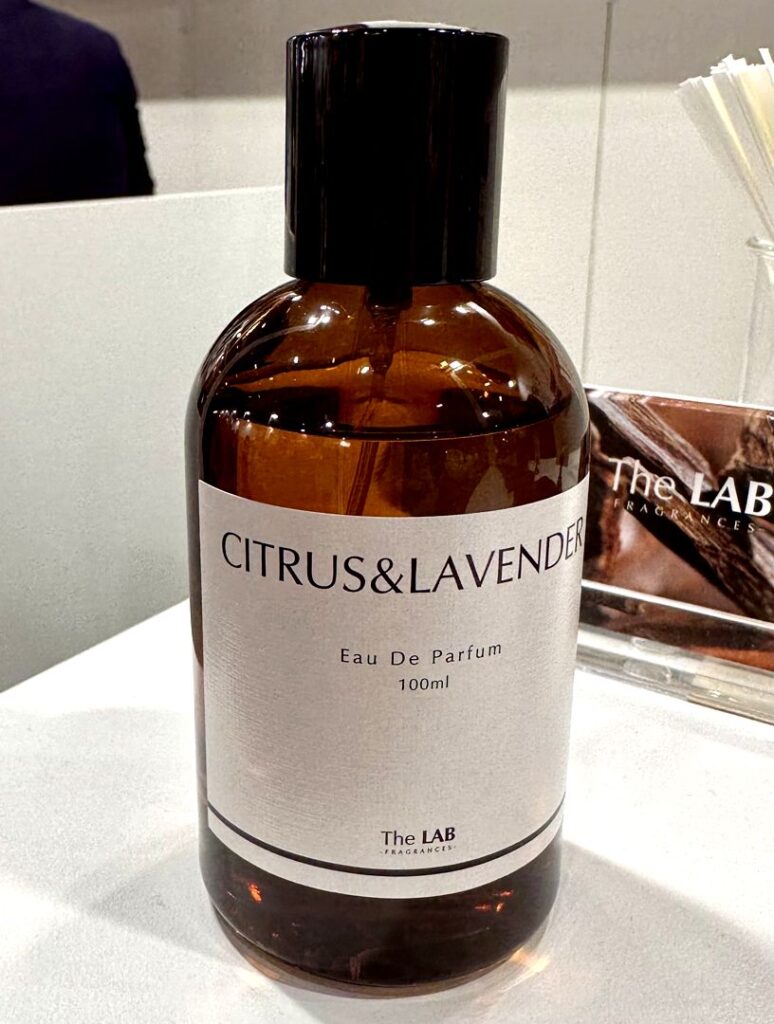 CITRUS&LAVENDER
Eau De Parfum
100ml
The LAB
-FRAGRANCES-
The LAB
FRAGRANCES-